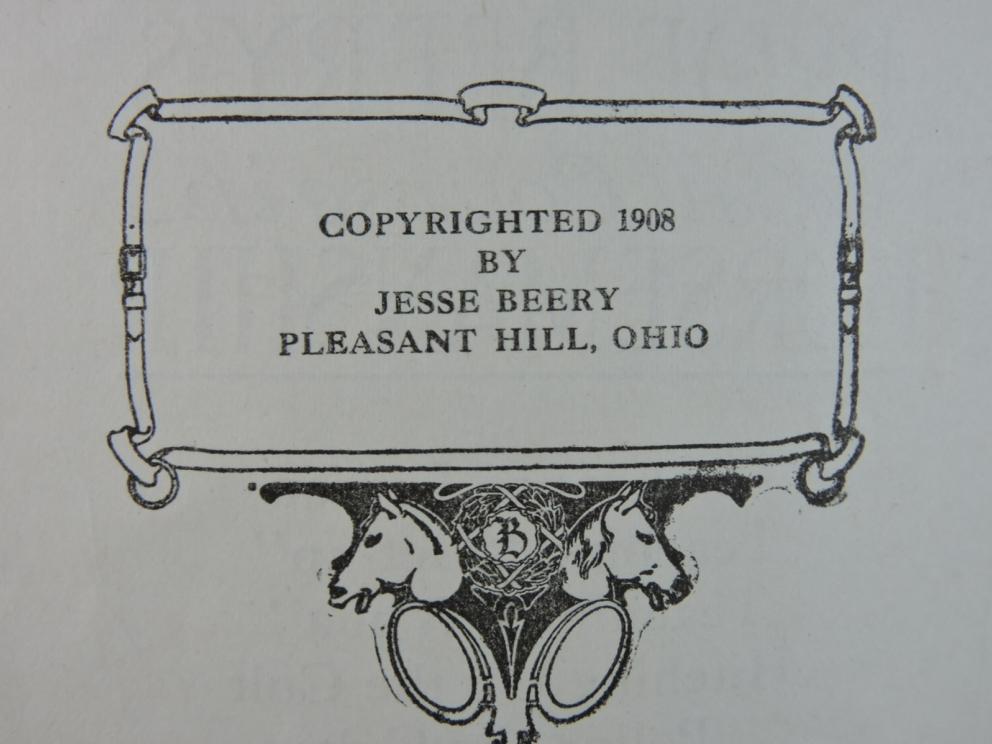 COPYRIGHTED 1908
BY
JESSE BEERY
PLEASANT HILL, OHIO
B